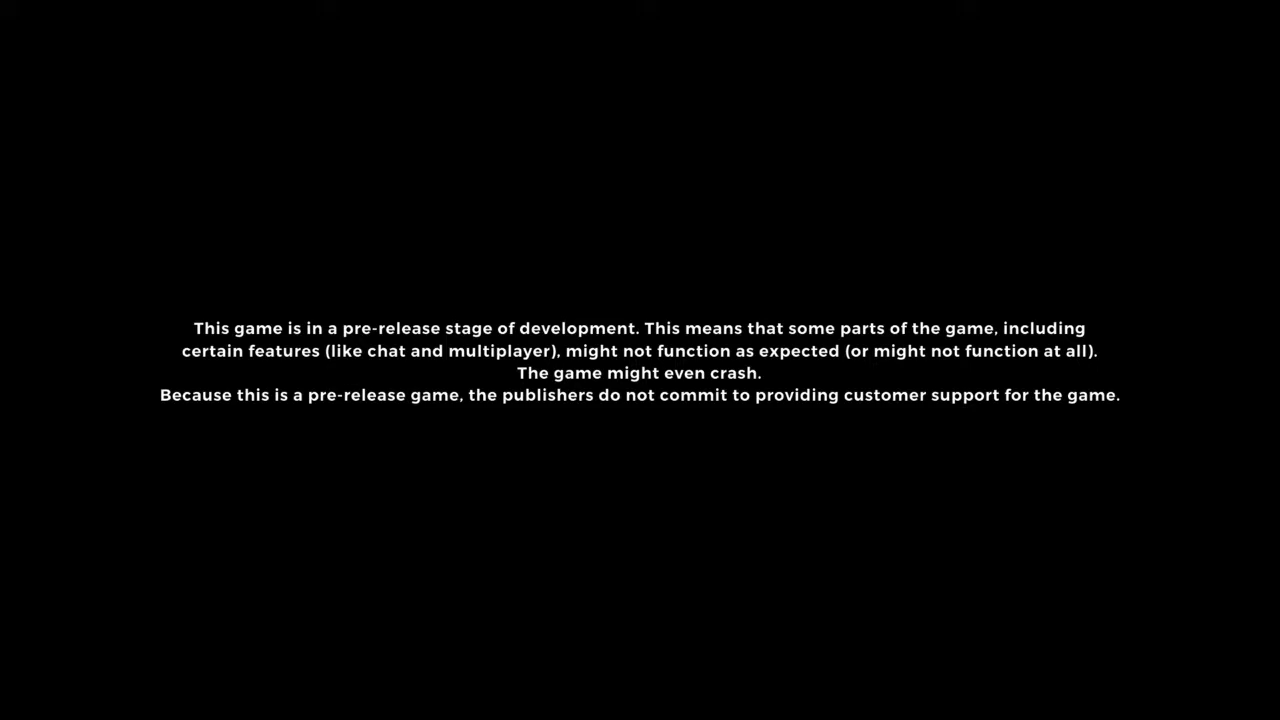 This game is in a pre-release stage of development. This means that some parts of the game, including
certain features (like chat and multiplayer), might not function as expected (or might not function at all).
The game might even crash.
Because this is a pre-release game, the publishers do not commit to providing customer support for the game.